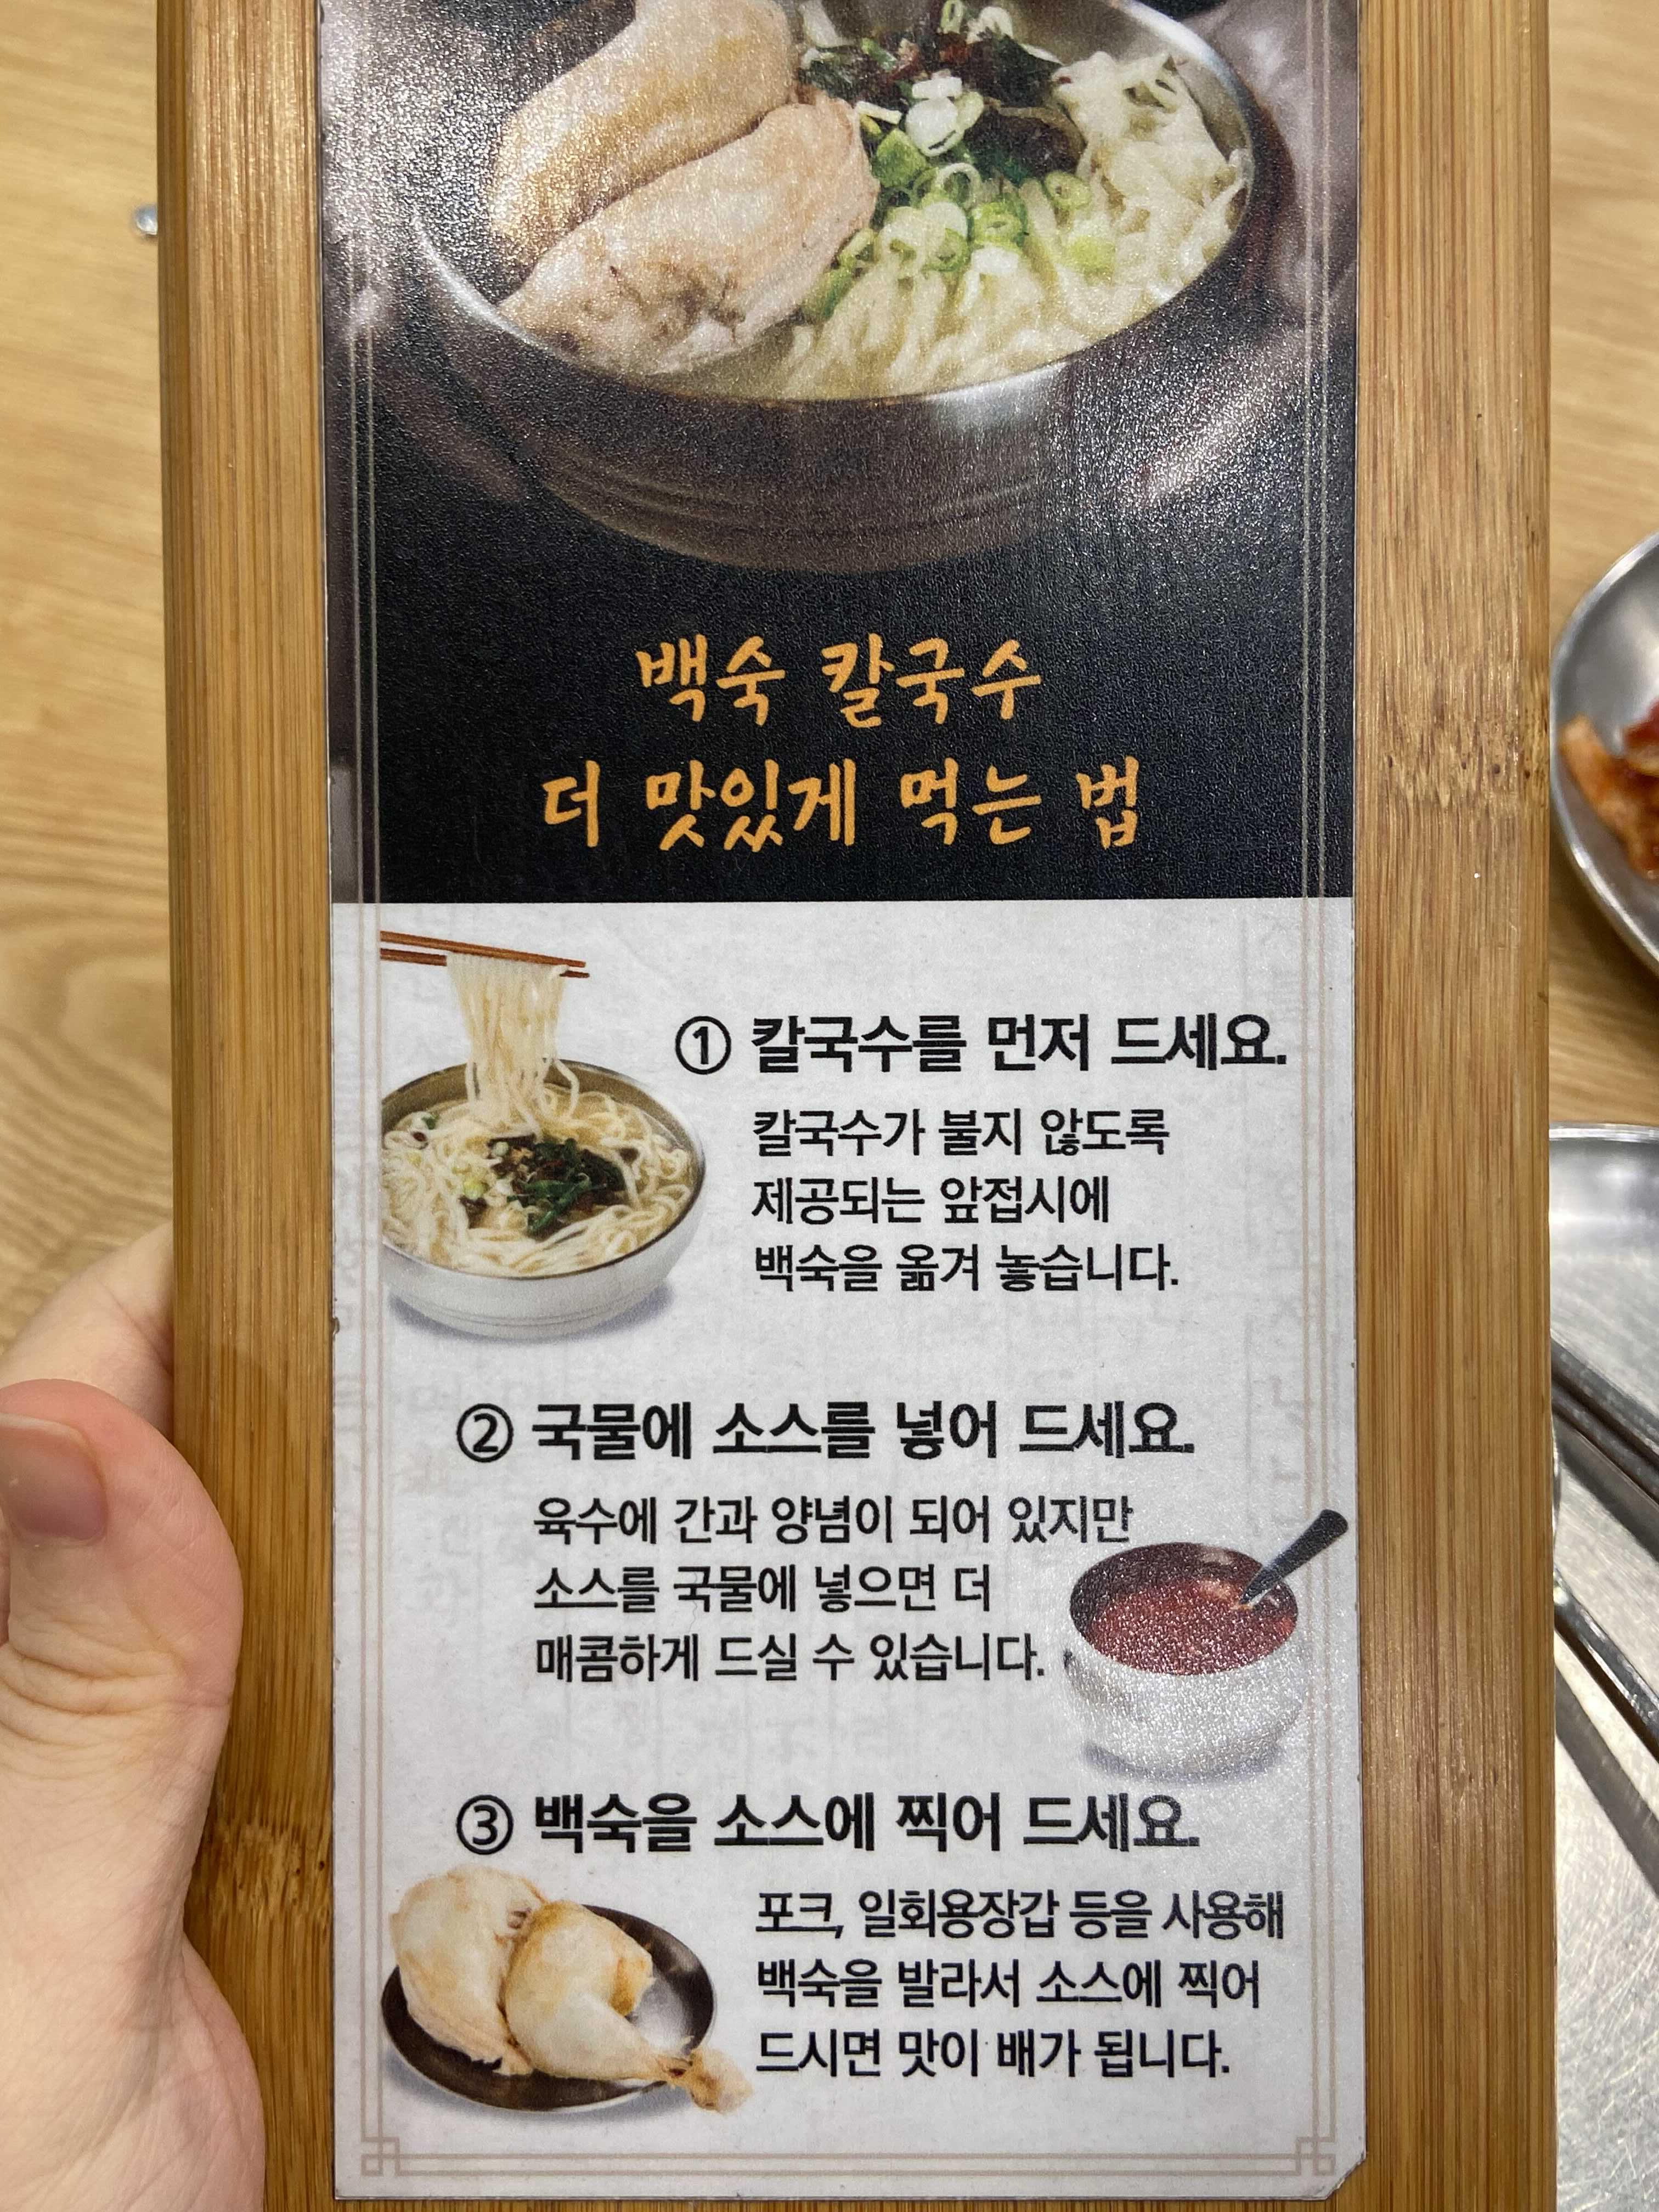 백숙 칼국수
더 맛있게 먹는 법
① 칼국수를 먼저 드세요.
칼국수가 불지 않도록
제공되는 앞접시에
백숙을 옮겨 놓습니다.
② 국물에 소스를 넣어 드세요.
육수에 간과 양념이 되어 있지만
소스를 국물에 넣으면 더
매콤하게 드실 수 있습니다.
③ 백숙을 소스에 찍어 드세요.
포크, 일회용장갑 등을 사용해
백숙을 발라서 소스에 찍어
드시면 맛이 배가 됩니다.